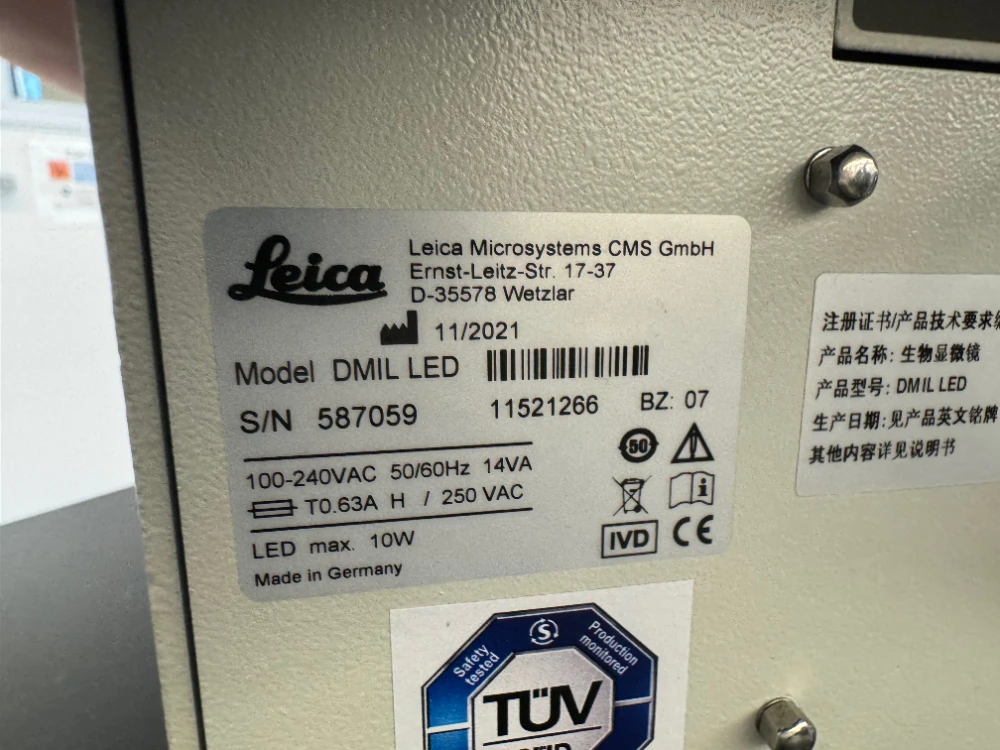 Leica
Leica Microsystems CMS GmbH
Ernst-Leitz-Str. 17-37
D-35578 Wetzlar
11/2021
Model DMIL LED
S/N 587059
11521266 BZ: 07
100-240VAC 50/60Hz 14VA
T0.63A H / 250 VAC
LED max. 10W
Made in Germany
50
i
IVD CE
注册证书/产品技术要求
产品名称: 生物显微镜
产品型号: DMIL LED
生产日期: 见产品英文铭牌
其他内容详见说明书
S
Safety
tested
Production
monitored
TÜV